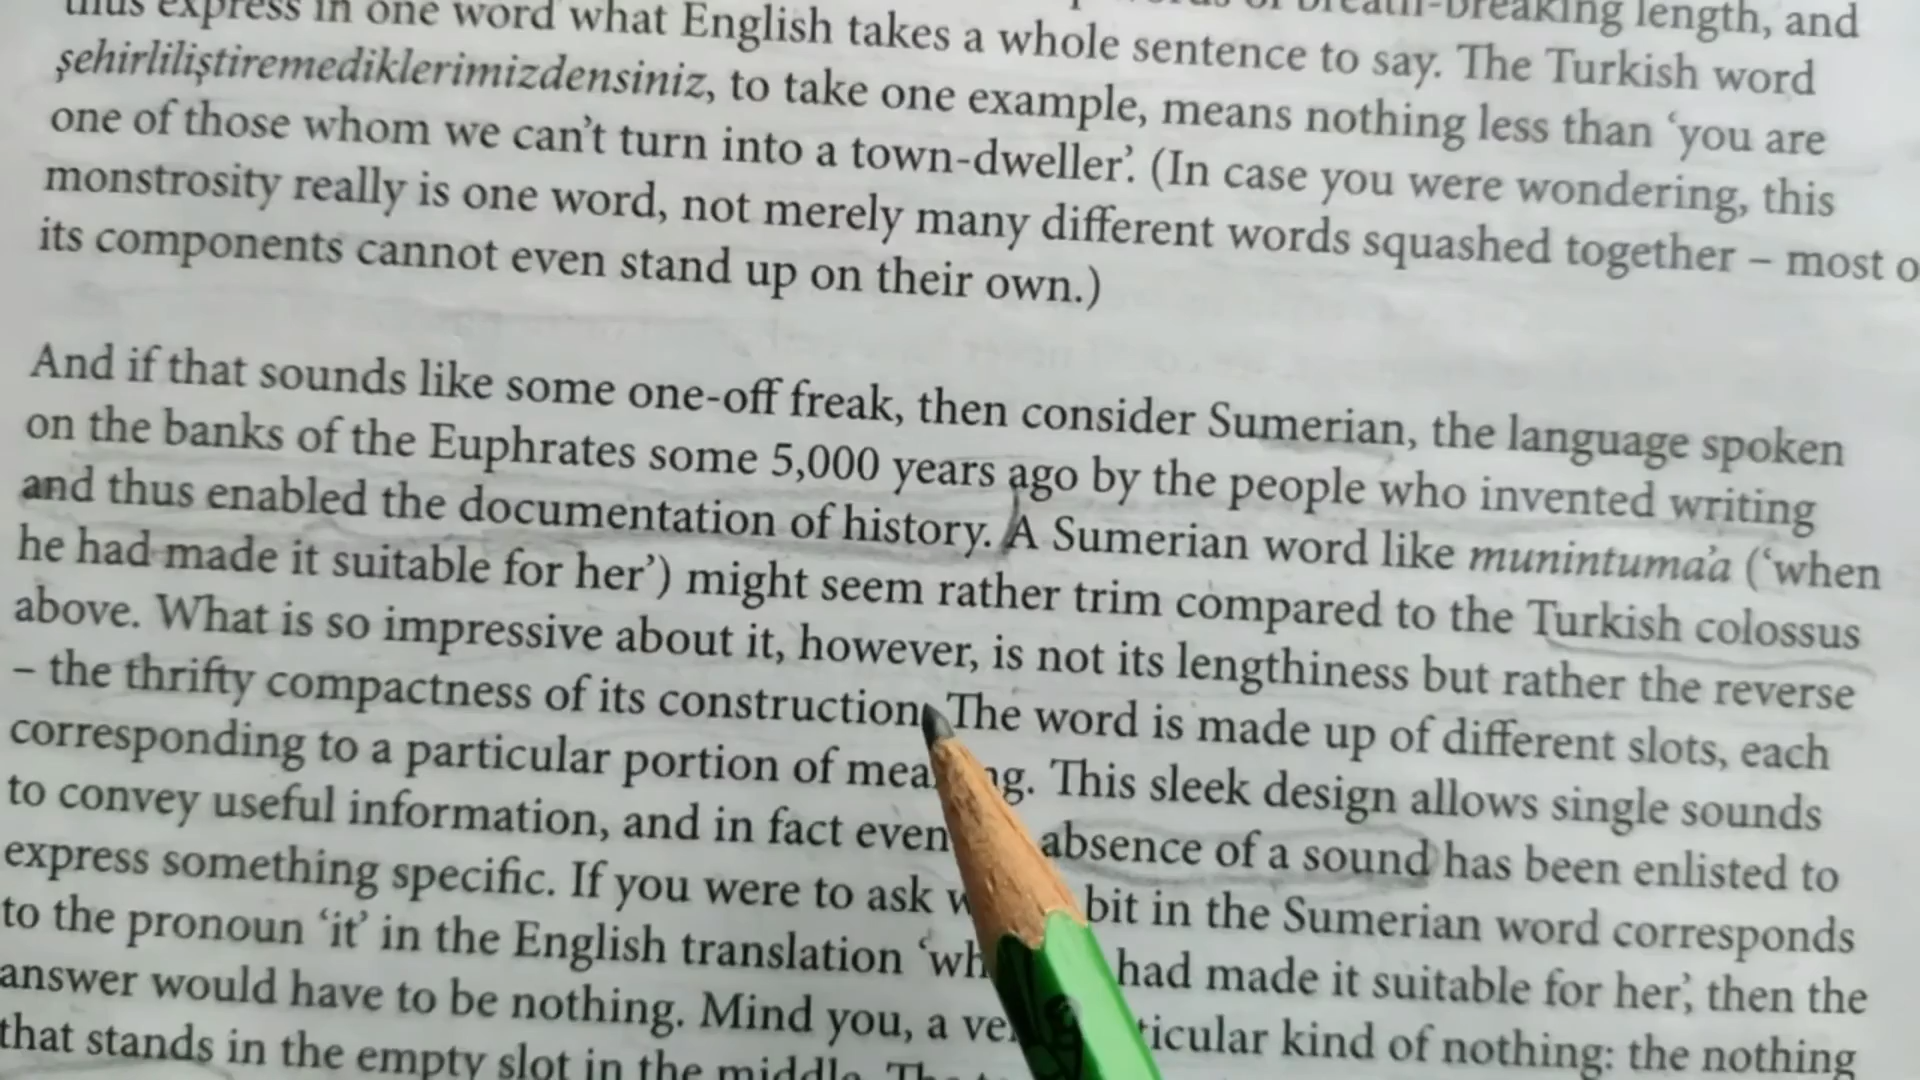 thus express in one word what English takes a whole sentence to say. The Turkish word
breath-breaking length, and
şehirliliştiremediklerimizdensiniz, to take one example, means nothing less than ‘you are
one of those whom we can’t turn into a town-dweller’. (In case you were wondering, this
monstrosity really is one word, not merely many different words squashed together – most o
its components cannot even stand up on their own.)
And if that sounds like some one-off freak, then consider Sumerian, the language spoken
on the banks of the Euphrates some 5,000 years ago by the people who invented writing
and thus enabled the documentation of history. A Sumerian word like munintuma’a (‘when
he had made it suitable for her’) might seem rather trim compared to the Turkish colossus
above. What is so impressive about it, however, is not its lengthiness but rather the reverse
– the thrifty compactness of its construction. The word is made up of different slots, each
corresponding to a particular portion of mea ng. This sleek design allows single sounds
to convey useful information, and in fact even absence of a sound has been enlisted to
express something specific. If you were to ask w bit in the Sumerian word corresponds
to the pronoun ‘it’ in the English translation ‘wh had made it suitable for her’, then the
answer would have to be nothing. Mind you, a ve ticular kind of nothing: the nothing
that stands in the empty slot in the middle. The